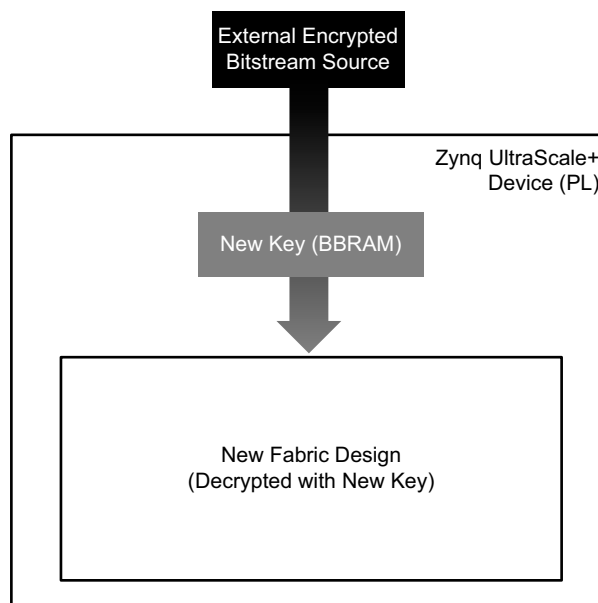 External Encrypted
Bitstream Source
Zynq UltraScale+
Device (PL)
New Key (BBRAM)
New Fabric Design
(Decrypted with New Key)